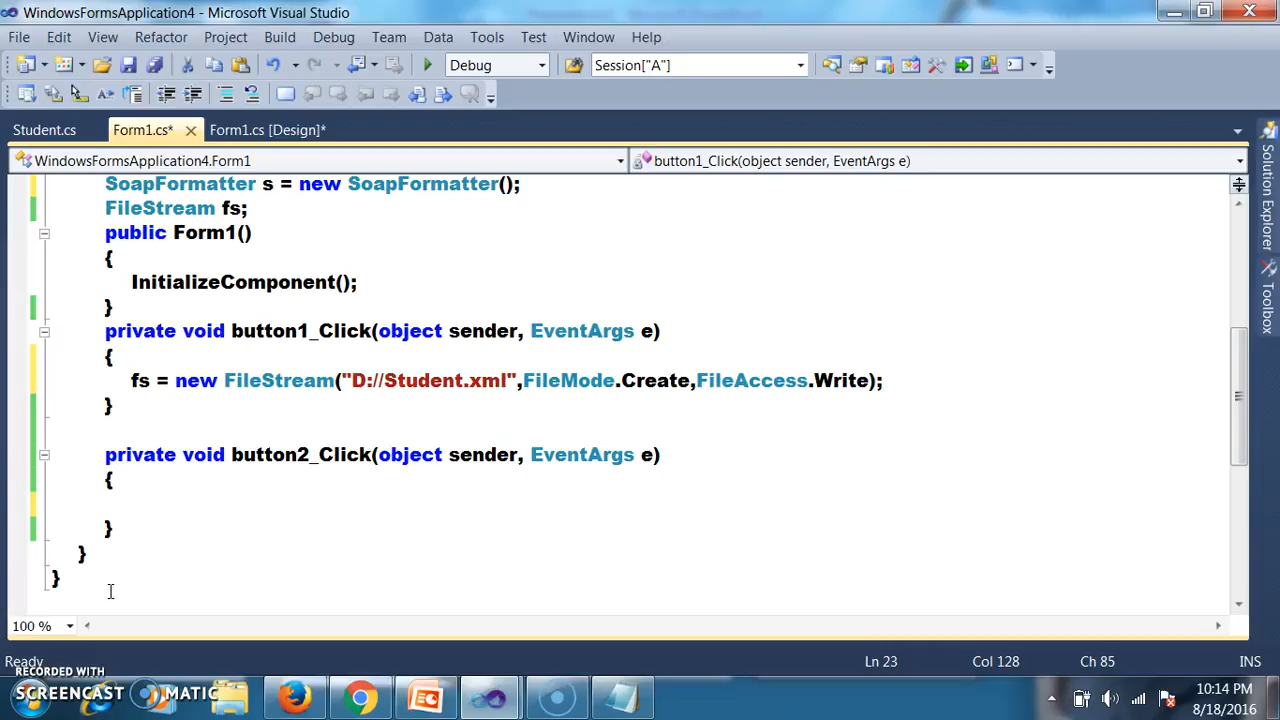 WindowsFormsApplication4 - Microsoft Visual Studio
File Edit View Refactor Project Build Debug Team Data Tools Test Window Help
Debug Session["A"]
Student.cs Form1.cs* Form1.cs [Design]*
WindowsFormsApplication4.Form1 button1_Click(object sender, EventArgs e)
SoapFormatter s = new SoapFormatter();
FileStream fs;
public Form1()
{
InitializeComponent();
}
private void button1_Click(object sender, EventArgs e)
{
fs = new FileStream("D://Student.xml",FileMode.Create,FileAccess.Write);
}
private void button2_Click(object sender, EventArgs e)
{
}
}
}
Solution Explorer
Toolbox
100 %
Ready Ln 23 Col 128 Ch 85 INS
RECORDED WITH
SCREENCAST MATIC
10:14 PM
8/18/2016